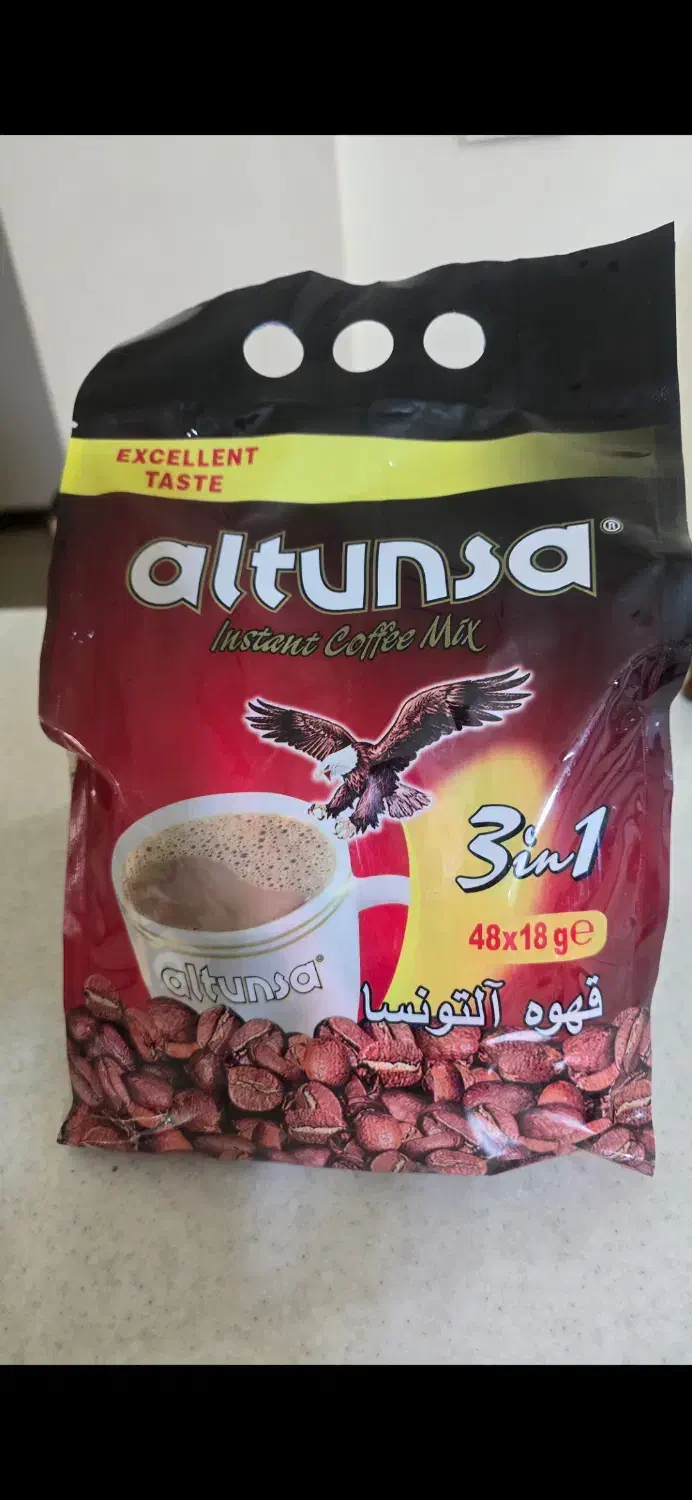 EXCELLENT
TASTE
altunsa®
Instant Coffee Mix
3in1
48x18 g℮
altunsa®
قهوه آلتونسا